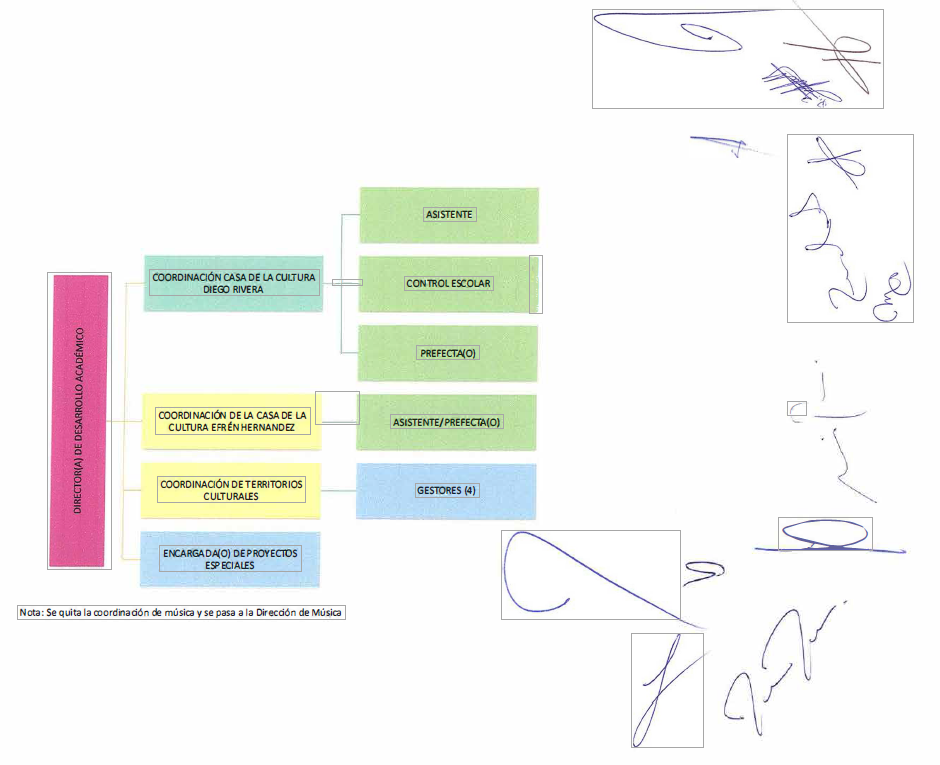 DIRECTOR(A) DE DESARROLLO ACADÉMICO
COORDINACIÓN CASA DE LA CULTURA
DIEGO RIVERA
ASISTENTE
CONTROL ESCOLAR
PREFECTA(O)
COORDINACIÓN DE LA CASA DE LA
CULTURA EFRÉN HERNANDEZ
ASISTENTE/PREFECTA(O)
COORDINACIÓN DE TERRITORIOS
CULTURALES
GESTORES (4)
ENCARGADA(O) DE PROYECTOS
ESPECIALES
Nota: Se quita la coordinación de música y se pasa a la Dirección de Música